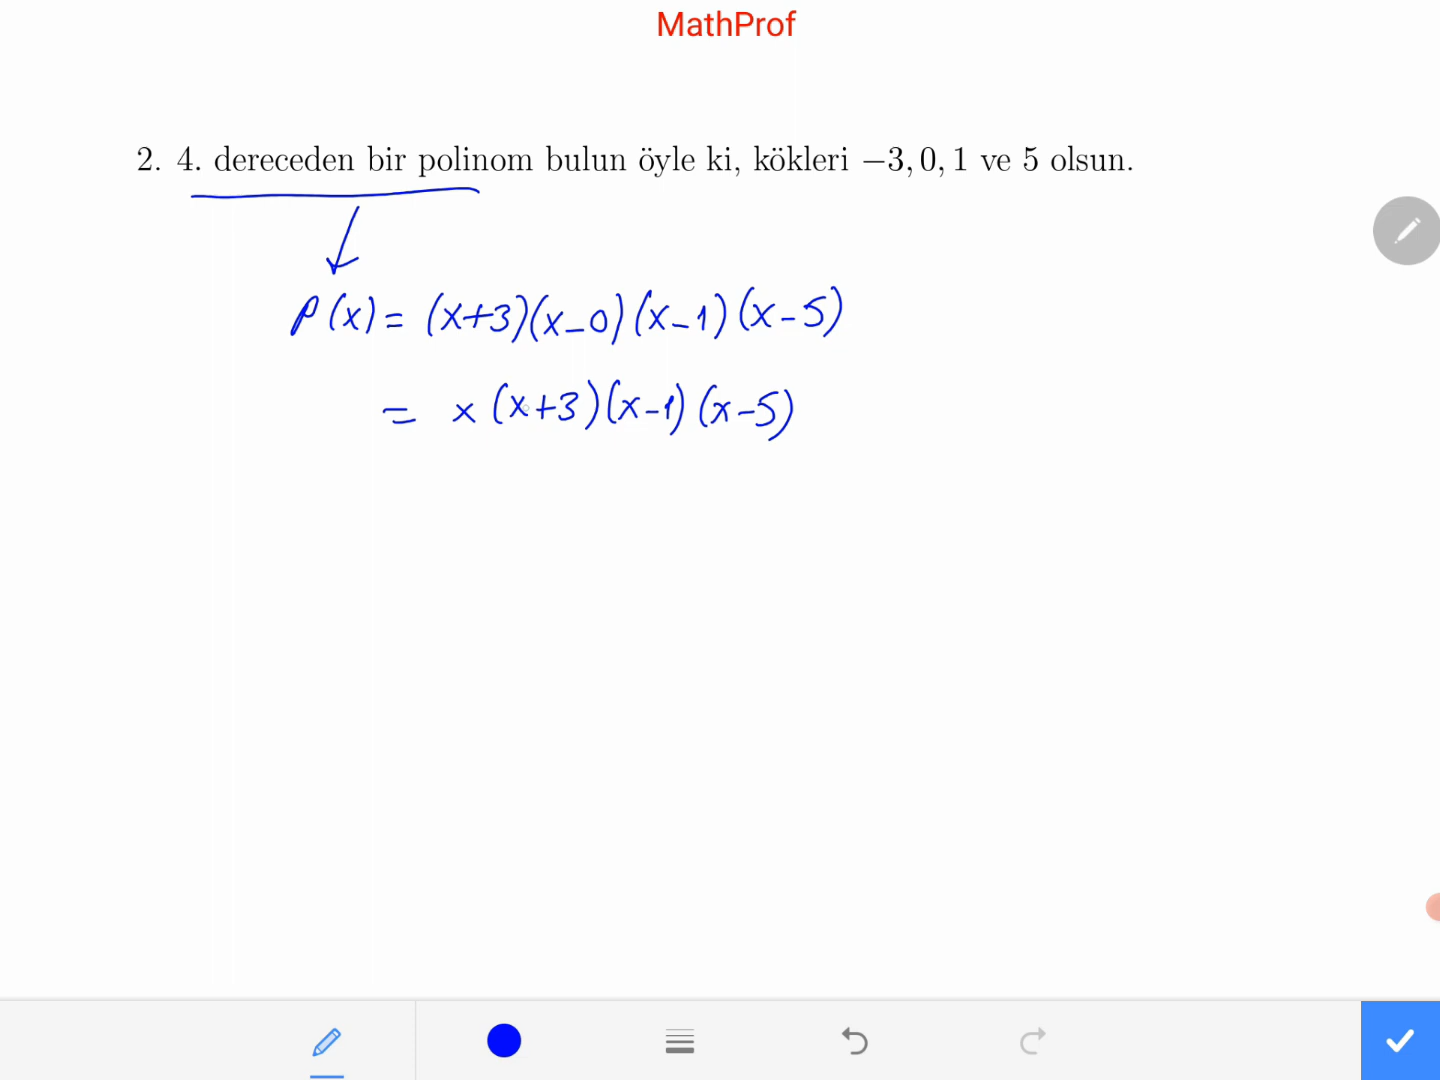 MathProf
2. 4. dereceden bir polinom bulun öyle ki, kökleri −3, 0, 1 ve 5 olsun.
P(x) = (x+3)(x-0)(x-1)(x-5)
= x(x+3)(x-1)(x-5)